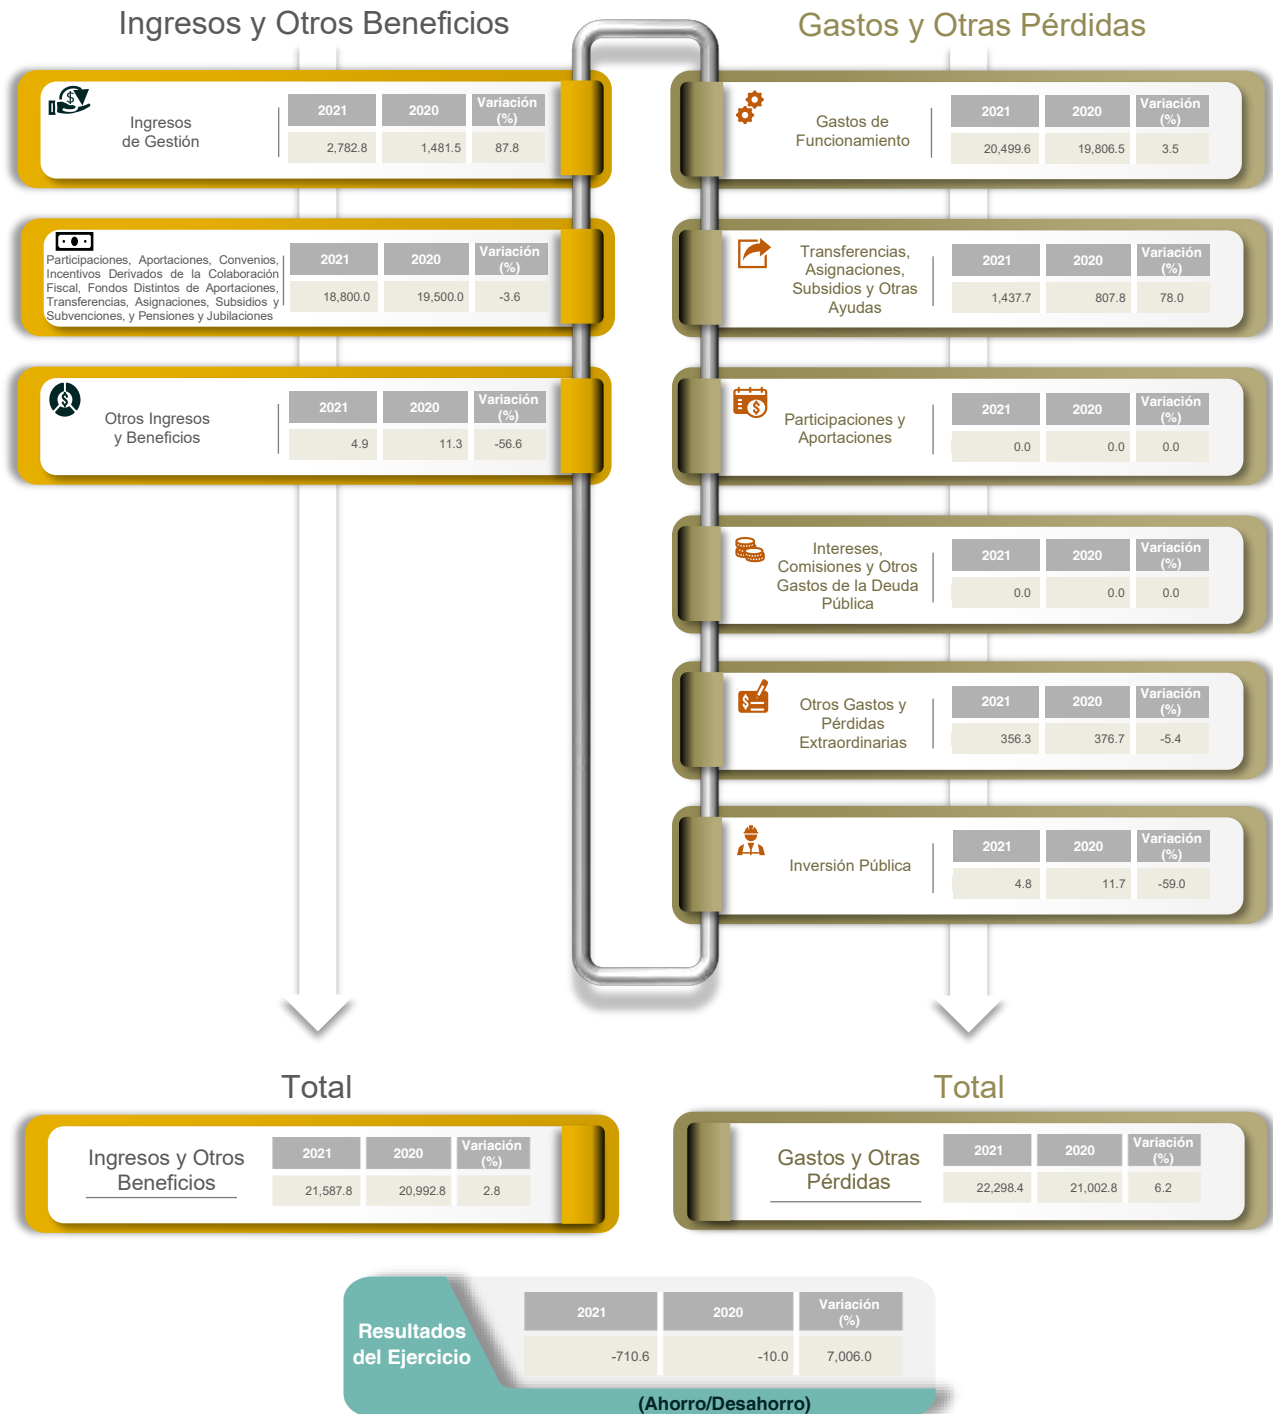 Ingresos y Otros Beneficios
Ingresos
de Gestión
2021 2020 Variación
(%)
2,782.8 1,481.5 87.8
Participaciones, Aportaciones, Convenios,
Incentivos Derivados de la Colaboración
Fiscal, Fondos Distintos de Aportaciones,
Transferencias, Asignaciones, Subsidios y
Subvenciones, y Pensiones y Jubilaciones
2021 2020 Variación
(%)
18,800.0 19,500.0 -3.6
Otros Ingresos
y Beneficios
2021 2020 Variación
(%)
4.9 11.3 -56.6
Gastos y Otras Pérdidas
Gastos de
Funcionamiento
2021 2020 Variación
(%)
20,499.6 19,806.5 3.5
Transferencias,
Asignaciones,
Subsidios y Otras
Ayudas
2021 2020 Variación
(%)
1,437.7 807.8 78.0
Participaciones y
Aportaciones
2021 2020 Variación
(%)
0.0 0.0 0.0
Intereses,
Comisiones y Otros
Gastos de la Deuda
Pública
2021 2020 Variación
(%)
0.0 0.0 0.0
Otros Gastos y
Pérdidas
Extraordinarias
2021 2020 Variación
(%)
356.3 376.7 -5.4
Inversión Pública
2021 2020 Variación
(%)
4.8 11.7 -59.0
Total
Ingresos y Otros
Beneficios
2021 2020 Variación
(%)
21,587.8 20,992.8 2.8
Total
Gastos y Otras
Pérdidas
2021 2020 Variación
(%)
22,298.4 21,002.8 6.2
Resultados
del Ejercicio
2021 2020 Variación
(%)
-710.6 -10.0 7,006.0
(Ahorro/Desahorro)